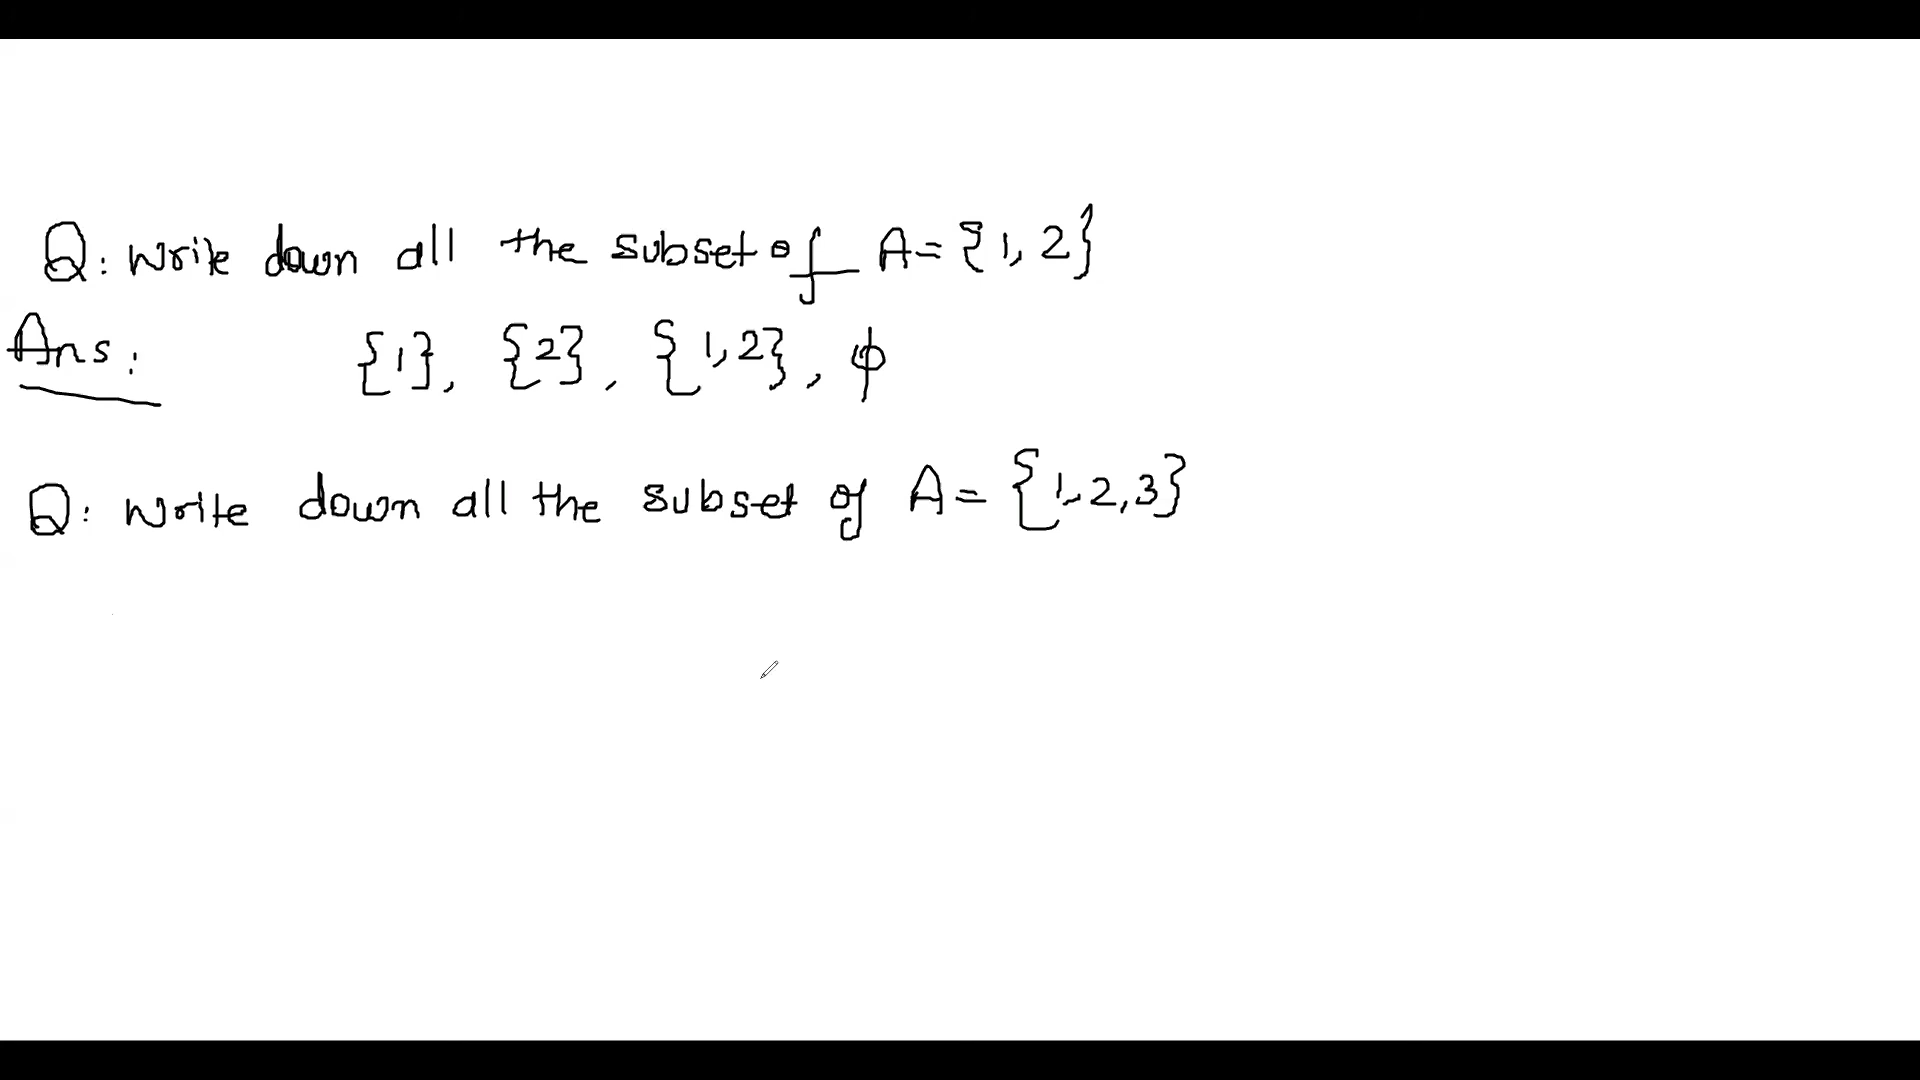 Q: write down all the subset of A = {1, 2}
Ans: {1}, {2}, {1,2}, φ
Q: write down all the subset of A = {1,2,3}